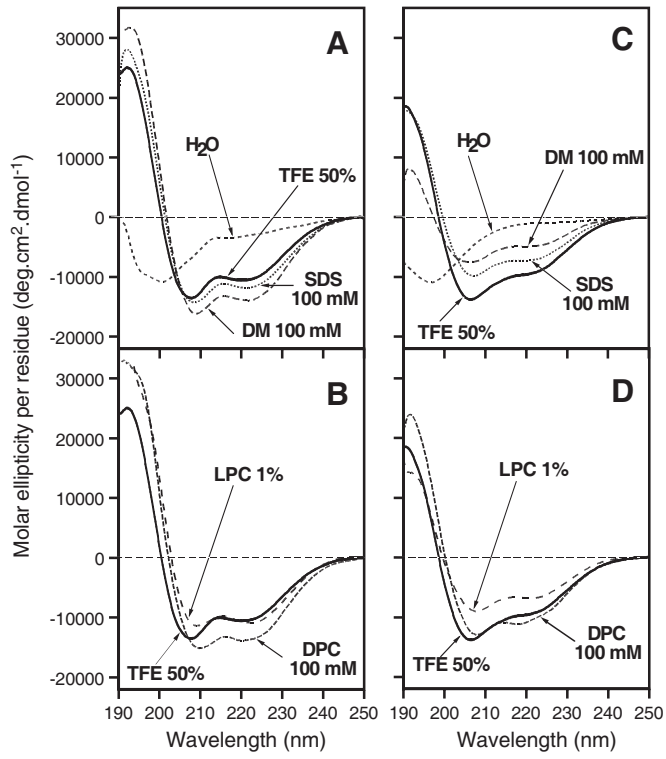 Molar ellipticity per residue (deg.cm².dmol⁻¹)
30000
20000
10000
0
-10000
-20000
A
H₂O
TFE 50%
SDS
100 mM
DM 100 mM
C
H₂O
DM 100 mM
SDS
100 mM
TFE 50%
30000
20000
10000
0
-10000
-20000
B
LPC 1%
DPC
100 mM
TFE 50%
D
LPC 1%
DPC
100 mM
TFE 50%
190 200 210 220 230 240 250
190 200 210 220 230 240 250
Wavelength (nm)
Wavelength (nm)